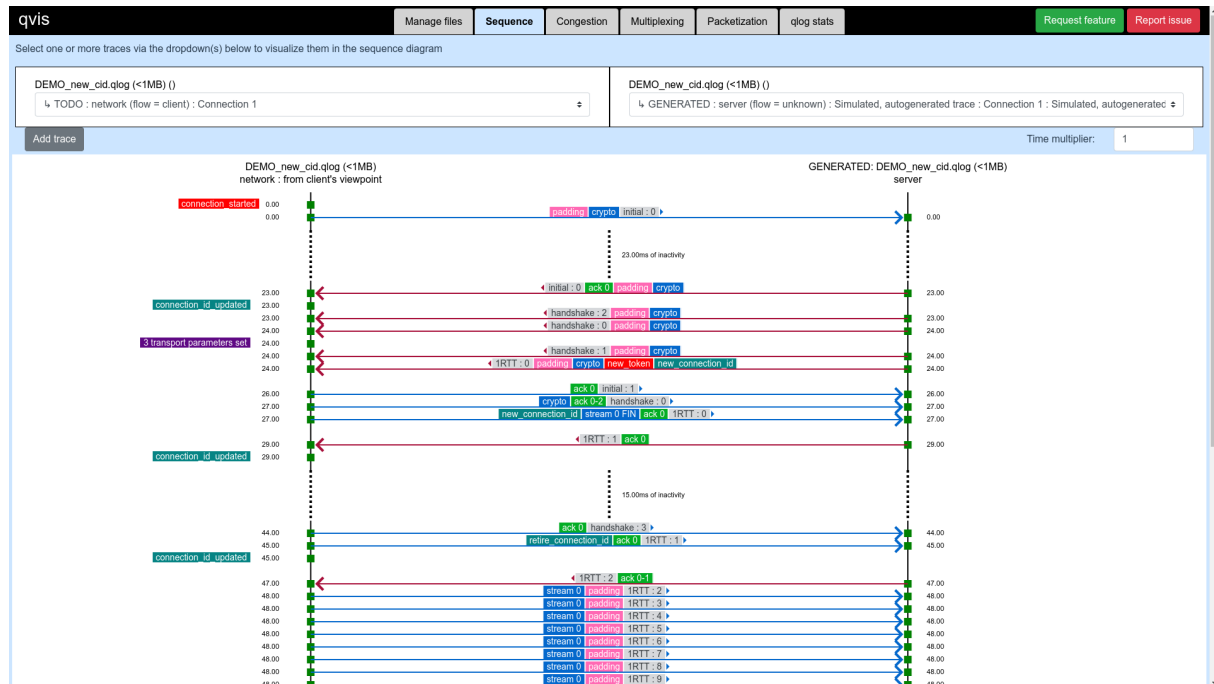 qvis
Manage files Sequence Congestion Multiplexing Packetization qlog stats Request feature Report issue
Select one or more traces via the dropdown(s) below to visualize them in the sequence diagram
DEMO_new_cid.qlog (<1MB) () DEMO_new_cid.qlog (<1MB) ()
↳ TODO : network (flow = client) : Connection 1 ↳ GENERATED : server (flow = unknown) : Simulated, autogenerated trace : Connection 1 : Simulated, autogenerated
Add trace Time multiplier: 1
DEMO_new_cid.qlog (<1MB) GENERATED: DEMO_new_cid.qlog (<1MB)
network : from client's viewpoint server
connection_started 0.00
0.00 padding crypto initial : 0 0.00
23.00ms of inactivity
23.00 initial : 0 ack 0 padding crypto 23.00
connection_id_updated 23.00
23.00 handshake : 2 padding crypto 23.00
24.00 handshake : 0 padding crypto 24.00
3 transport parameters set 24.00
24.00 handshake : 1 padding crypto 24.00
24.00 1RTT : 0 padding crypto new_token new_connection_id 24.00
26.00 ack 0 initial : 1 26.00
27.00 crypto ack 0-2 handshake : 0 27.00
27.00 new_connection_id stream 0 FIN ack 0 1RTT : 0 27.00
29.00 1RTT : 1 ack 0 29.00
connection_id_updated 29.00
15.00ms of inactivity
44.00 ack 0 handshake : 3 44.00
45.00 retire_connection_id ack 0 1RTT : 1 45.00
connection_id_updated 45.00
47.00 1RTT : 2 ack 0-1 47.00
48.00 stream 0 padding 1RTT : 2 48.00
48.00 stream 0 padding 1RTT : 3 48.00
48.00 stream 0 padding 1RTT : 4 48.00
48.00 stream 0 padding 1RTT : 5 48.00
48.00 stream 0 padding 1RTT : 6 48.00
48.00 stream 0 padding 1RTT : 7 48.00
48.00 stream 0 padding 1RTT : 8 48.00
48.00 stream 0 padding 1RTT : 9 48.00